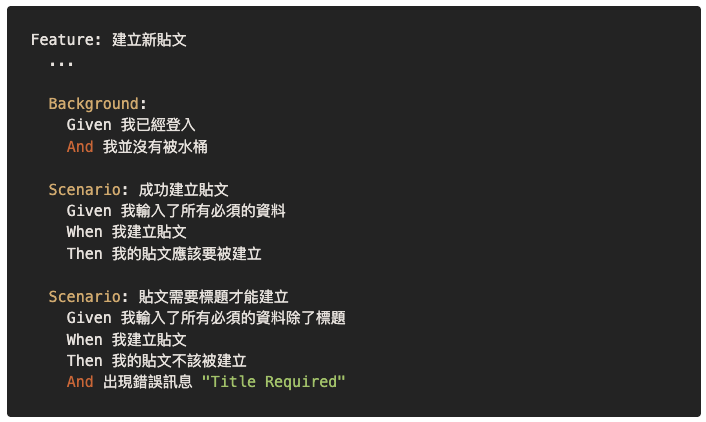 Feature: 建立新貼文
...
Background:
Given 我已經登入
And 我並沒有被水桶
Scenario: 成功建立貼文
Given 我輸入了所有必須的資料
When 我建立貼文
Then 我的貼文應該要被建立
Scenario: 貼文需要標題才能建立
Given 我輸入了所有必須的資料除了標題
When 我建立貼文
Then 我的貼文不該被建立
And 出現錯誤訊息 "Title Required"